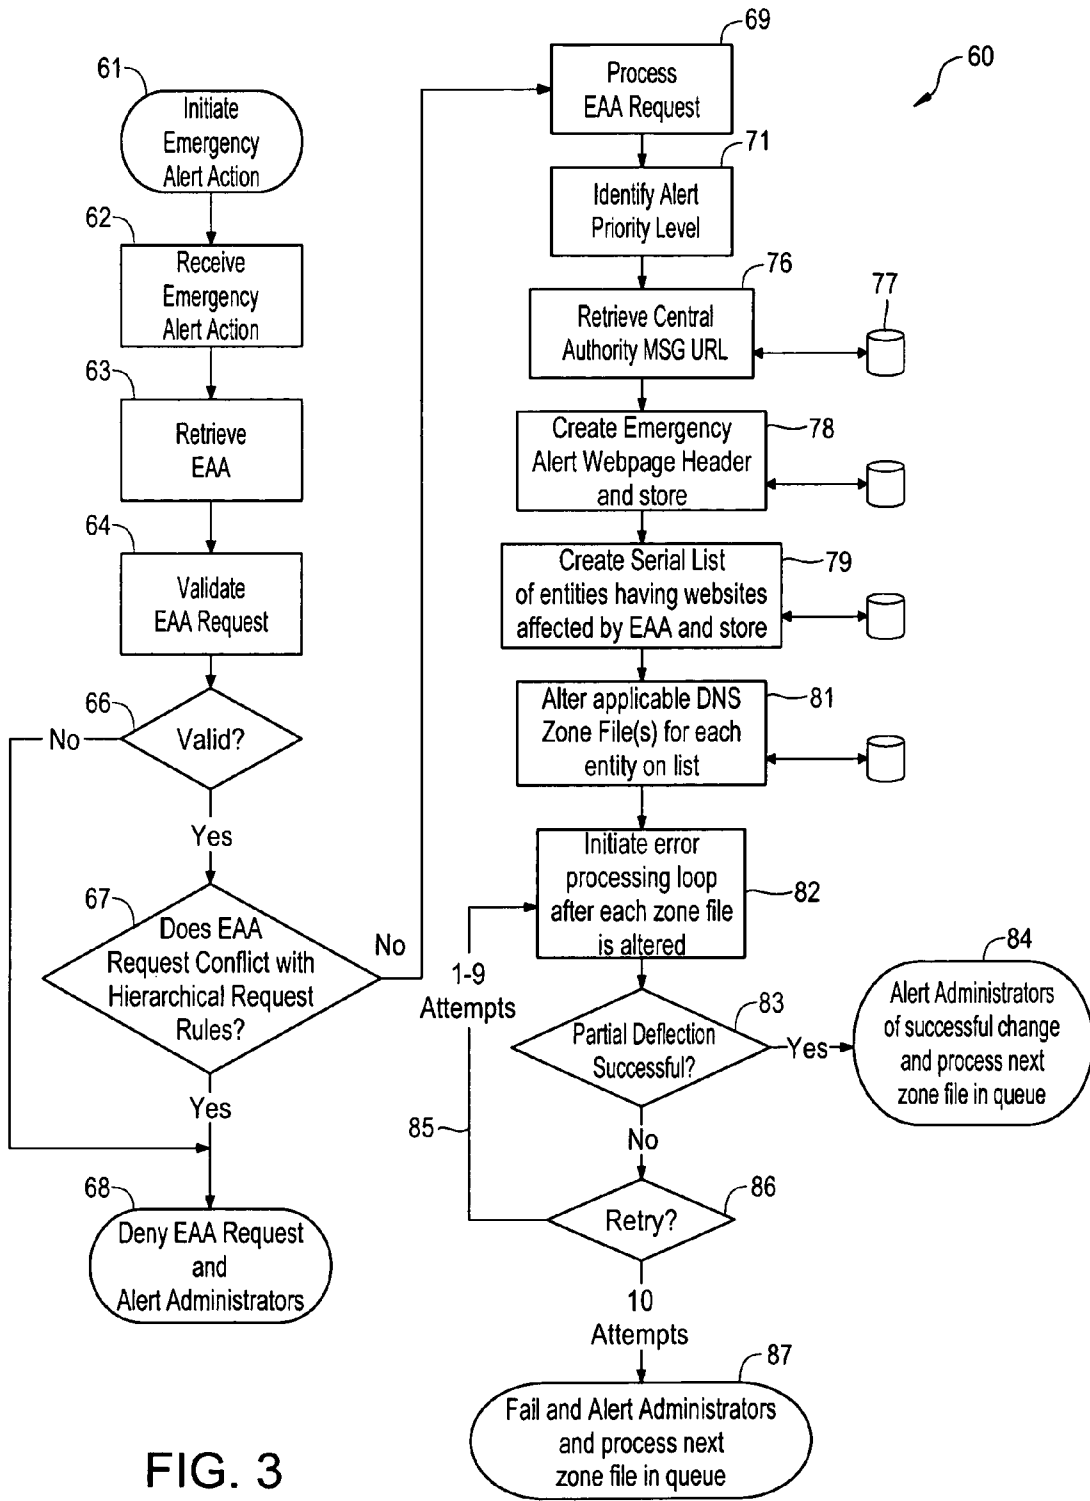 61
Initiate
Emergency
Alert Action
62
Receive
Emergency
Alert Action
63
Retrieve
EAA
64
Validate
EAA Request
66
Valid?
No
Yes
67
Does EAA
Request Conflict with
Hierarchical Request
Rules?
No
Yes
68
Deny EAA Request
and
Alert Administrators
60
69
Process
EAA Request
71
Identify Alert
Priority Level
76
Retrieve Central
Authority MSG URL
77
78
Create Emergency
Alert Webpage Header
and store
79
Create Serial List
of entities having websites
affected by EAA and store
81
Alter applicable DNS
Zone File(s) for each
entity on list
82
Initiate error
processing loop
after each zone file
is altered
1-9
Attempts
83
Partial Deflection
Successful?
Yes
84
Alert Administrators
of successful change
and process next
zone file in queue
No
85
86
Retry?
10
Attempts
87
Fail and Alert Administrators
and process next
zone file in queue
FIG. 3